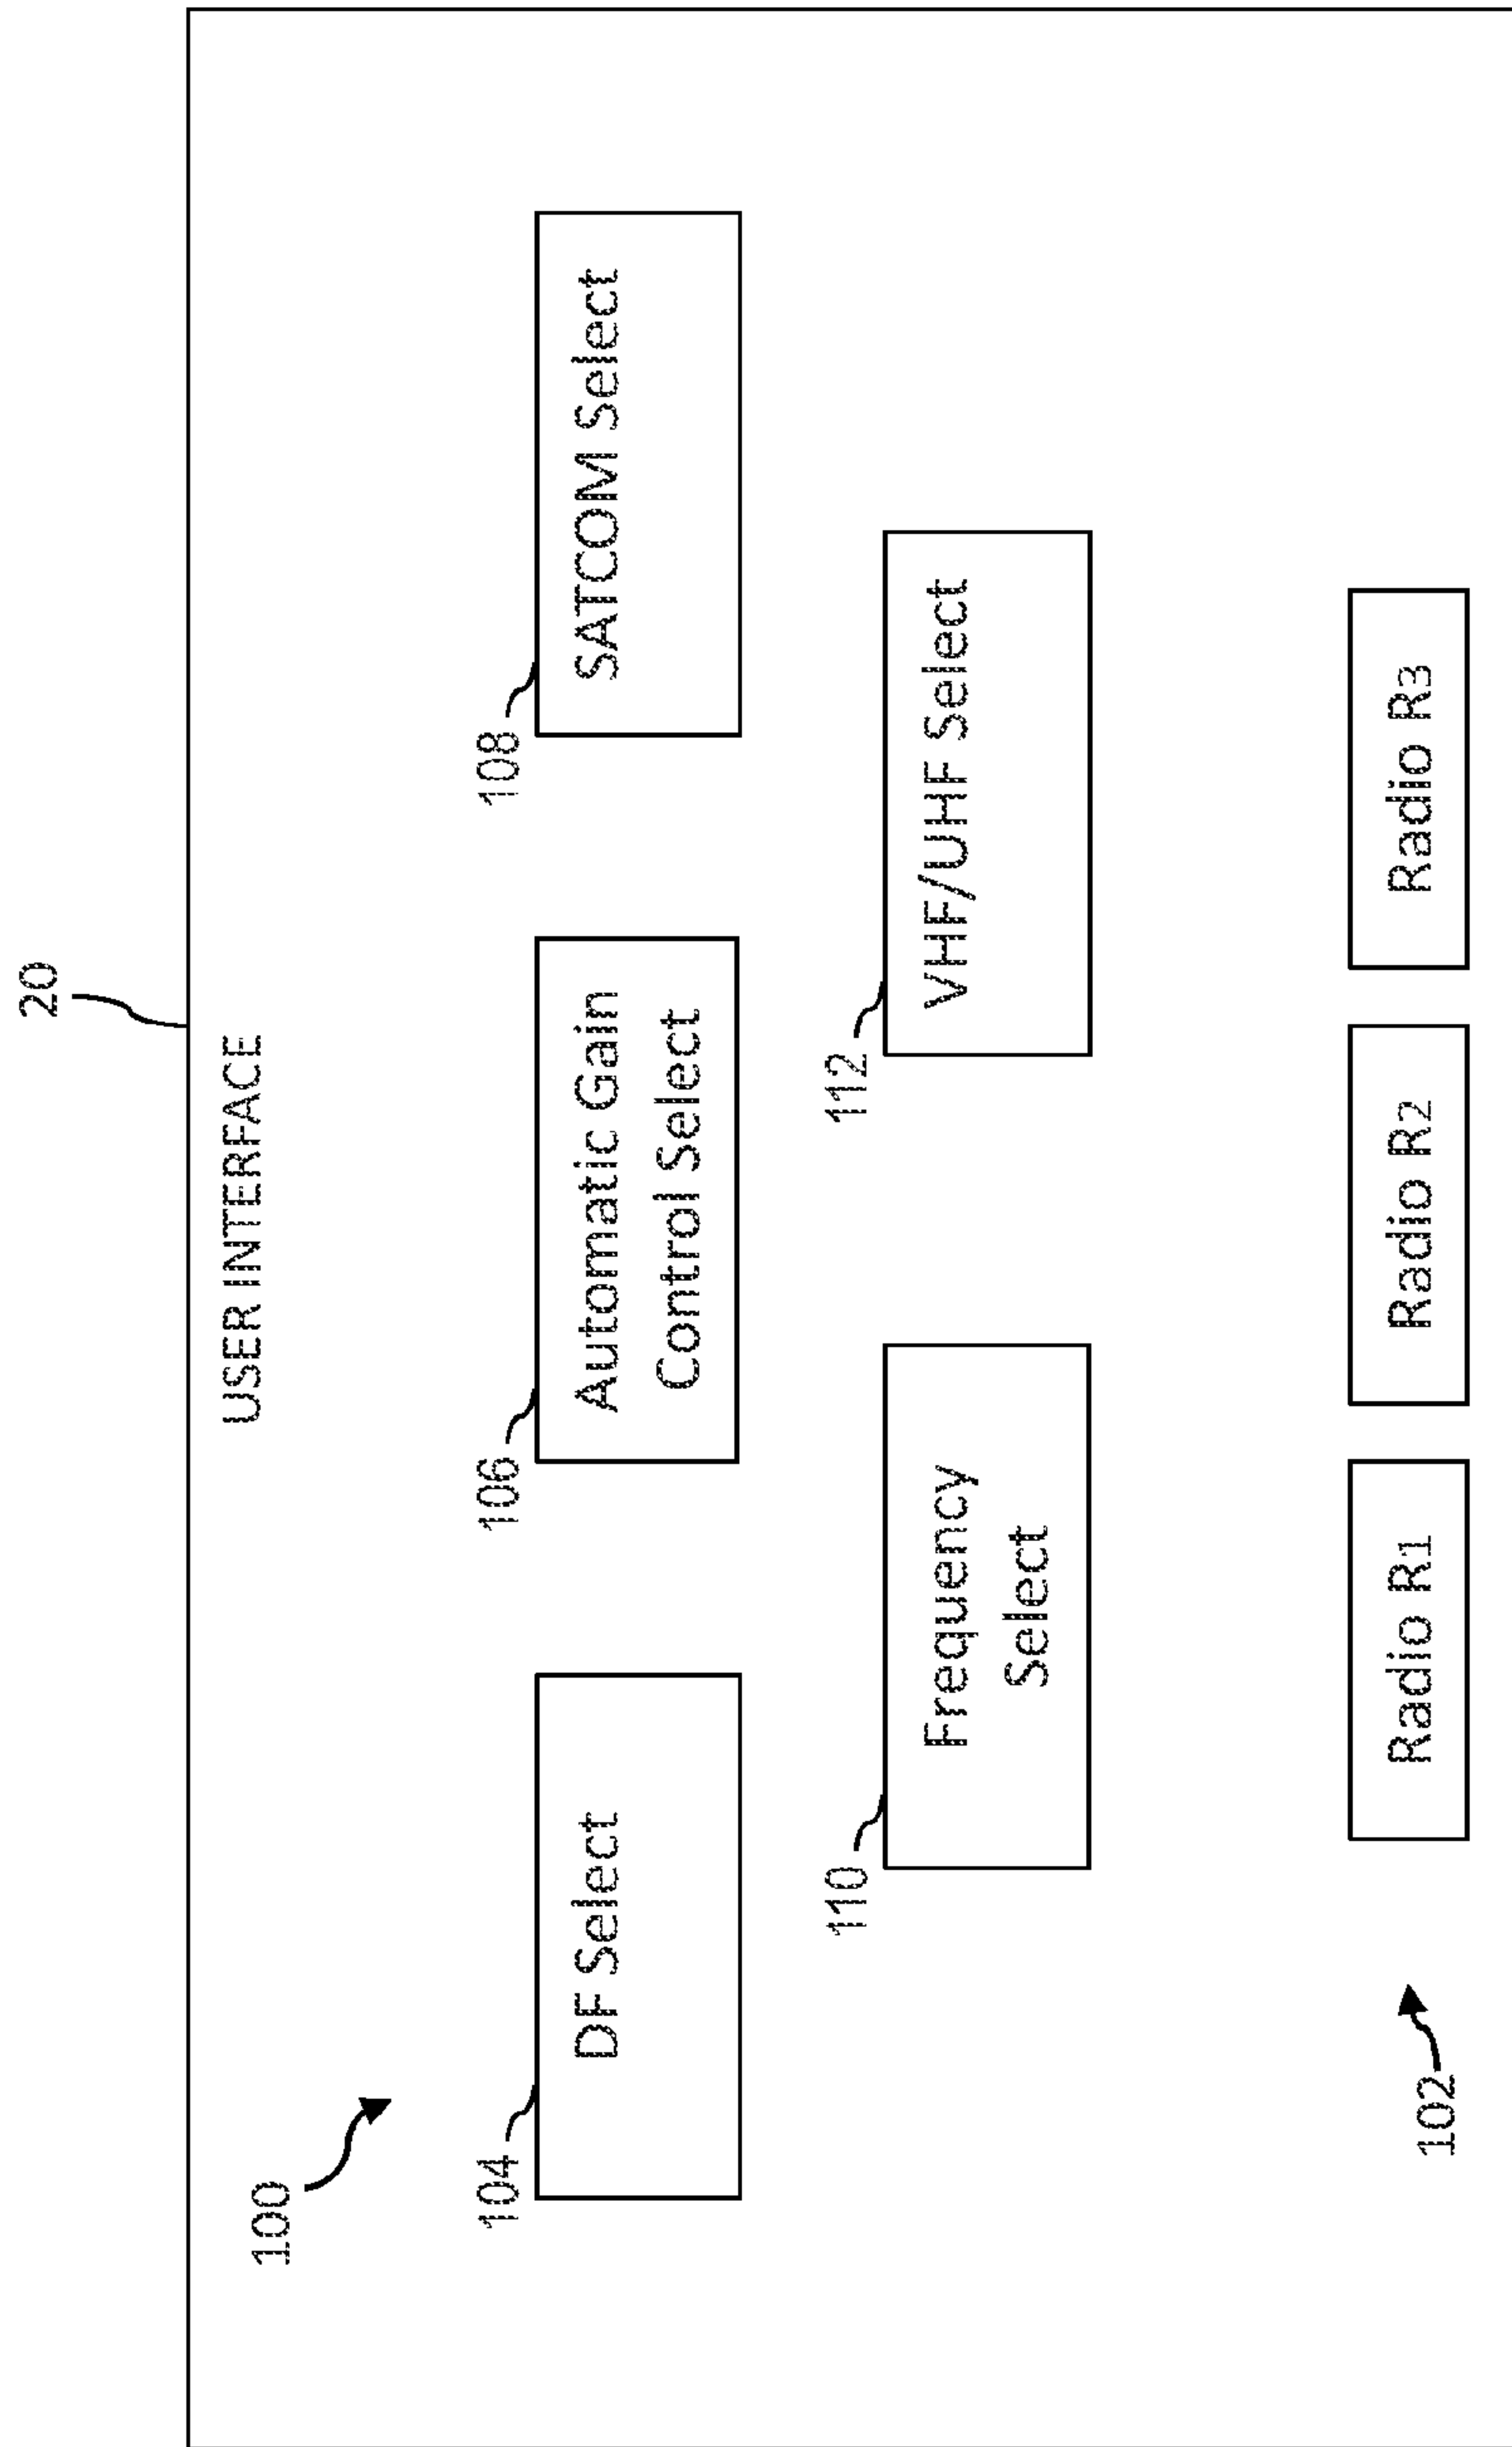 20
USER INTERFACE
100
104
DF Select
106
Automatic Gain
Control Select
108
SATCOM Select
110
Frequency
Select
112
VHF/UHF Select
102
Radio R1
Radio R2
Radio R3